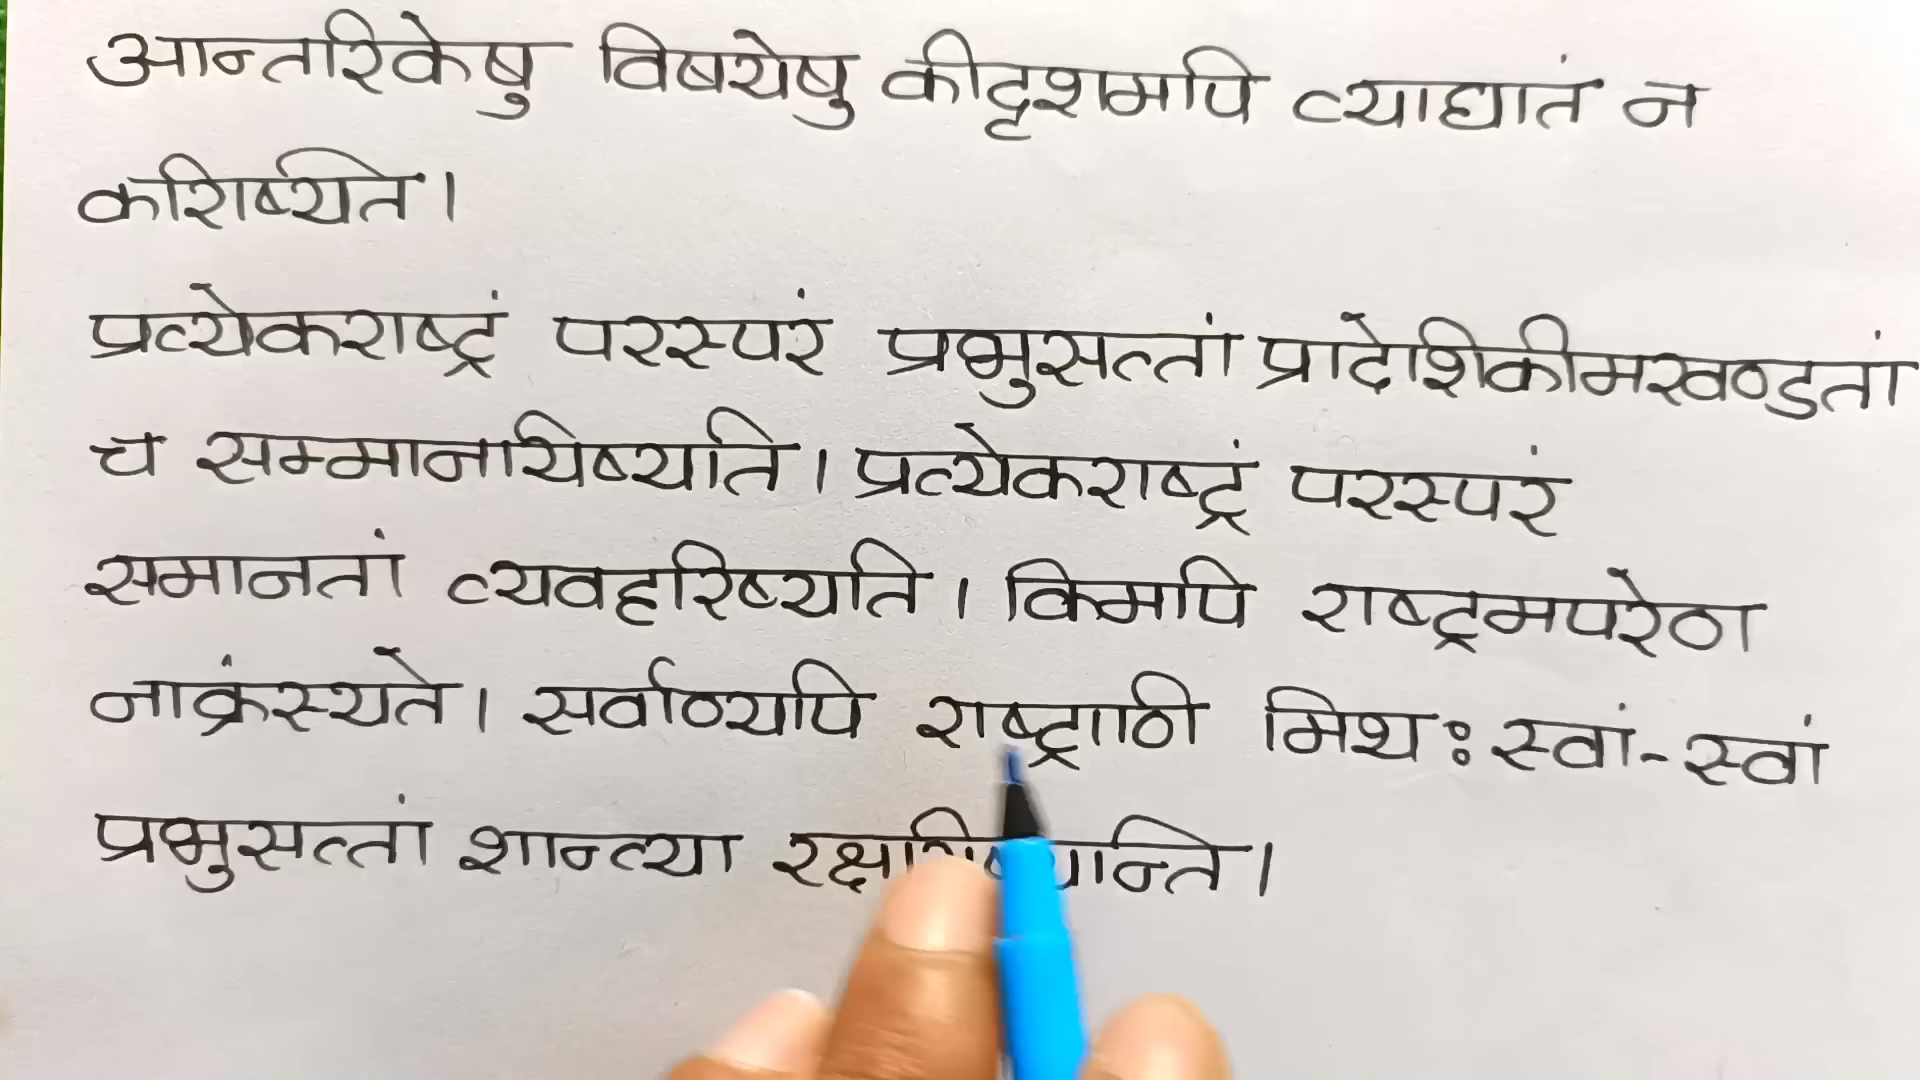 आन्तरिकेषु विषयेषु कीदृशमपि व्याघातं न
करिष्यति।
प्रत्येकराष्ट्रं परस्परं प्रभुसत्तां प्रादेशिकीमखण्डतां
च सम्मानयिष्यति। प्रत्येकराष्ट्रं परस्परं
समानतां व्यवहरिष्यति। किमपि राष्ट्रमपरेण
नाक्रंस्यते। सर्वाण्यपि राष्ट्राणि मिथः स्वां-स्वां
प्रभुसत्तां शान्त्या